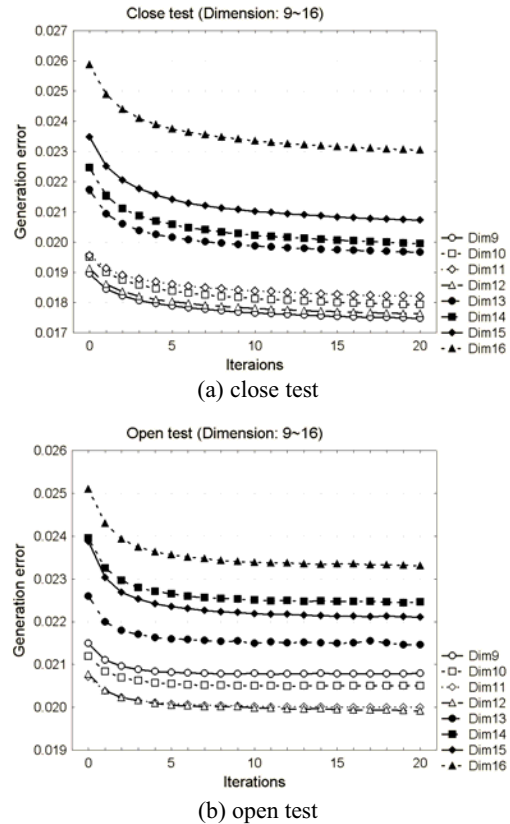 Close test (Dimension: 9~16)
0.027
0.026
0.025
0.024
0.023
0.022
0.021
0.020
0.019
0.018
0.017
Generation error
0 5 10 15 20
Iteraions
Dim9
Dim10
Dim11
Dim12
Dim13
Dim14
Dim15
Dim16
(a) close test
Open test (Dimension: 9~16)
0.026
0.025
0.024
0.023
0.022
0.021
0.020
0.019
Generation error
0 5 10 15 20
Iterations
Dim9
Dim10
Dim11
Dim12
Dim13
Dim14
Dim15
Dim16
(b) open test